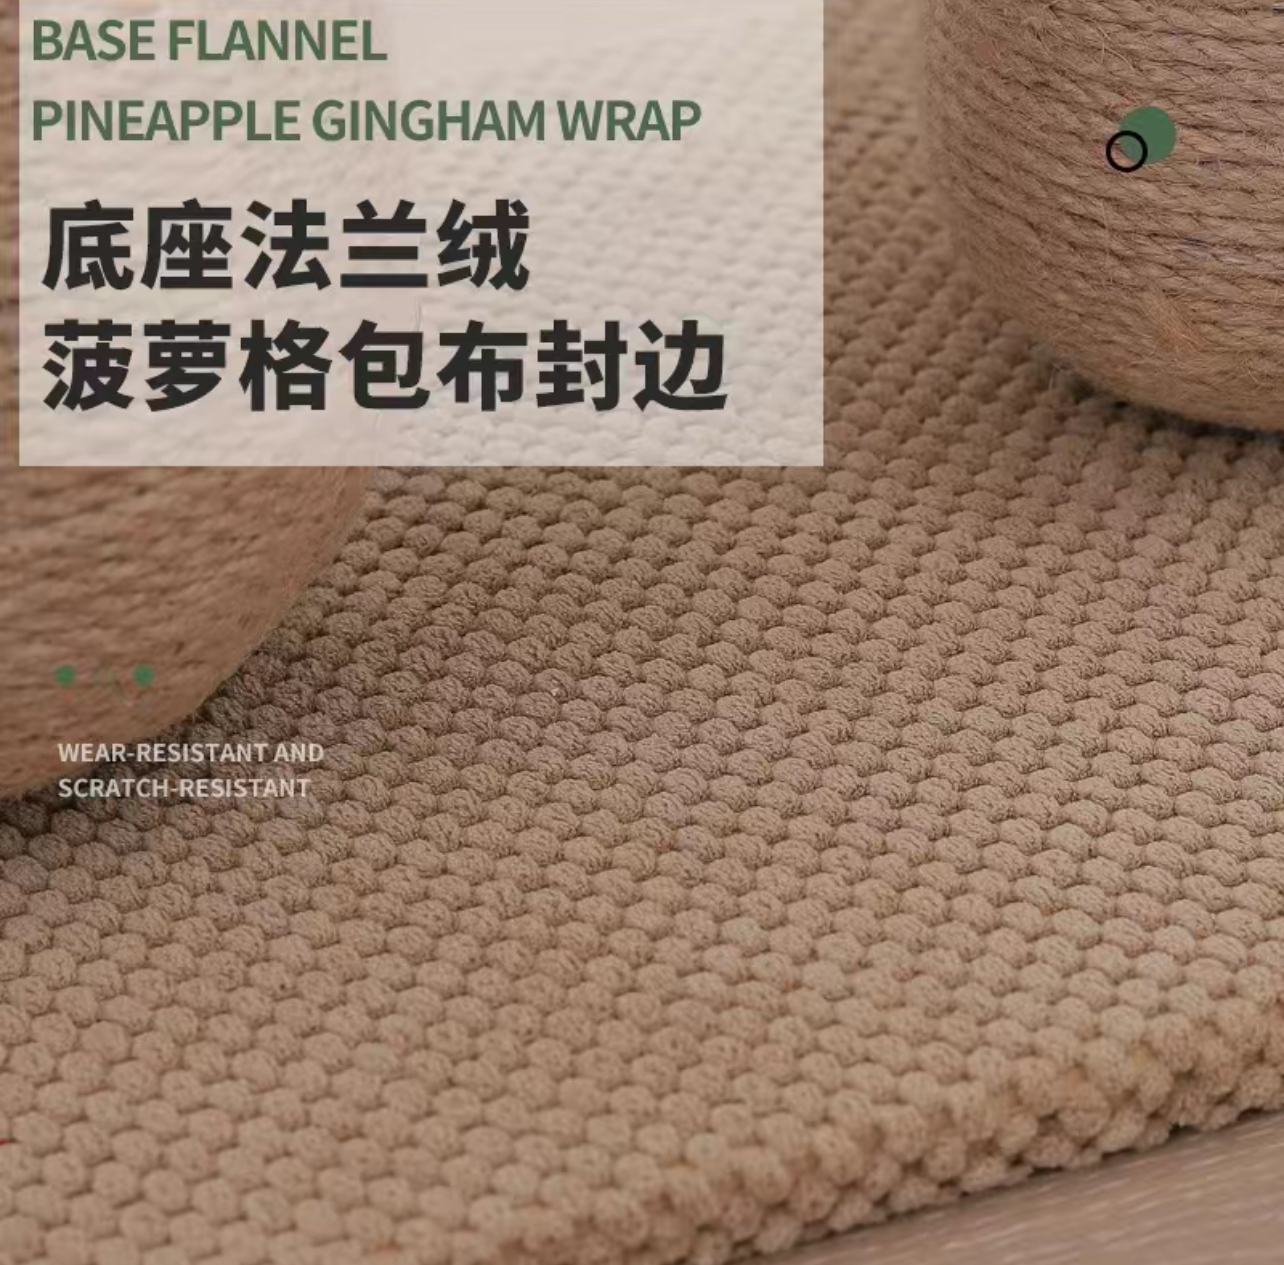 BASE FLANNEL
PINEAPPLE GINGHAM WRAP
底座法兰绒
菠萝格包布封边
WEAR-RESISTANT AND
SCRATCH-RESISTANT